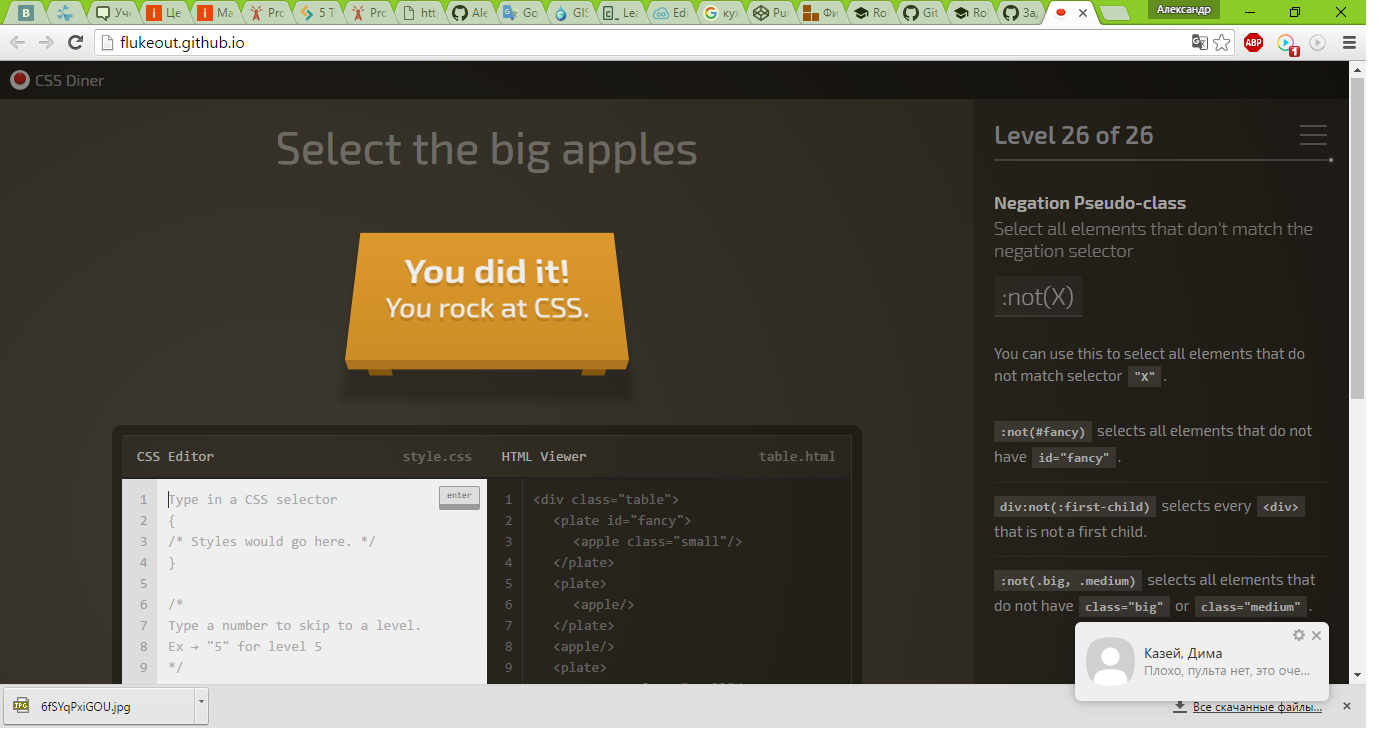 В
Уче
Це
Ма
Pro
5 T
Pro
htt
Ale
Go
GIS
Lea
Edi
кух
Pu
Фи
Rol
Git
Rol
За
Александр
flukeout.github.io
ABP
1
CSS Diner
Select the big apples
You did it!
You rock at CSS.
CSS Editor
style.css
HTML Viewer
table.html
1 Type in a CSS selector
enter
2 {
3 /* Styles would go here. */
4 }
5
6 /*
7 Type a number to skip to a level.
8 Ex → "5" for level 5
9 */
1 <div class="table">
2 <plate id="fancy">
3 <apple class="small"/>
4 </plate>
5 <plate>
6 <apple/>
7 </plate>
8 <apple/>
9 <plate>
Level 26 of 26
Negation Pseudo-class
Select all elements that don't match the
negation selector
:not(X)
You can use this to select all elements that do
not match selector "X" .
:not(#fancy) selects all elements that do not
have id="fancy" .
div:not(:first-child) selects every <div>
that is not a first child.
:not(.big, .medium) selects all elements that
do not have class="big" or class="medium" .
Казей, Дима
Плохо, пульта нет, это оче...
JPG
6fSYqPxiGOU.jpg
Все скачанные файлы...